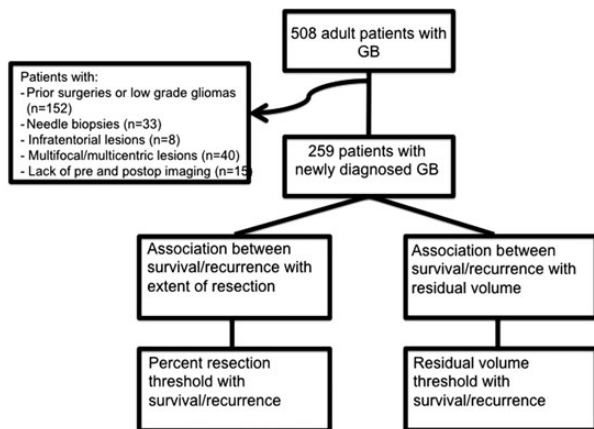 508 adult patients with
GB
Patients with:
- Prior surgeries or low grade gliomas
(n=152)
- Needle biopsies (n=33)
- Infratentorial lesions (n=8)
- Multifocal/multicentric lesions (n=40)
- Lack of pre and postop imaging (n=15)
259 patients with
newly diagnosed GB
Association between
survival/recurrence with
extent of resection
Association between
survival/recurrence with
residual volume
Percent resection
threshold with
survival/recurrence
Residual volume
threshold with
survival/recurrence